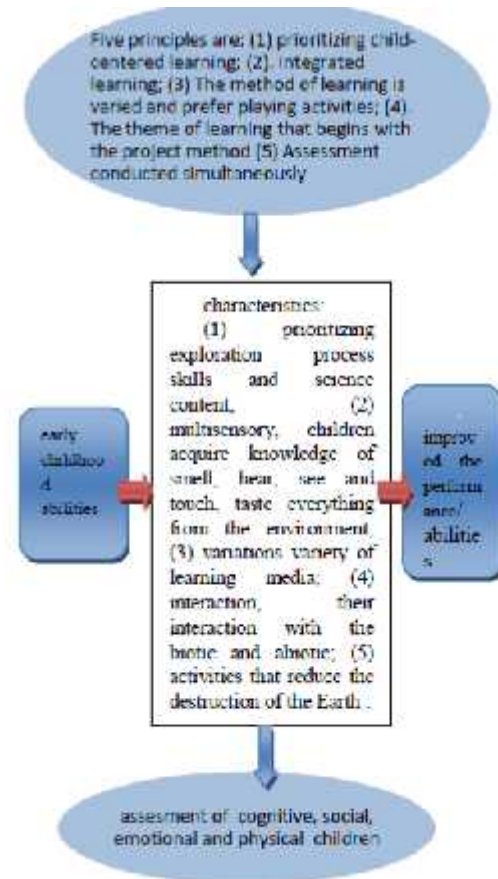 Five principles are: (1) prioritizing child-
centered learning; (2). Integrated
learning; (3) The method of learning is
varied and prefer playing activities; (4)
The theme of learning that begins with
the project method (5) Assessment
conducted simultaneously
characteristics:
(1) prioritizing
exploration process
skills and science
content, (2)
multisensory, children
acquire knowledge of
smell, hear, see and
touch, taste everything
from the environment,
(3) variations variety of
learning media; (4)
interaction, their
interaction with the
biotic and abiotic; (5)
activities that reduce the
destruction of the Earth .
early
childhoo
d
abilities
improv
ed the
perform
ance/
abilitie
s
assesment of cognitive, social,
emotional and physical children